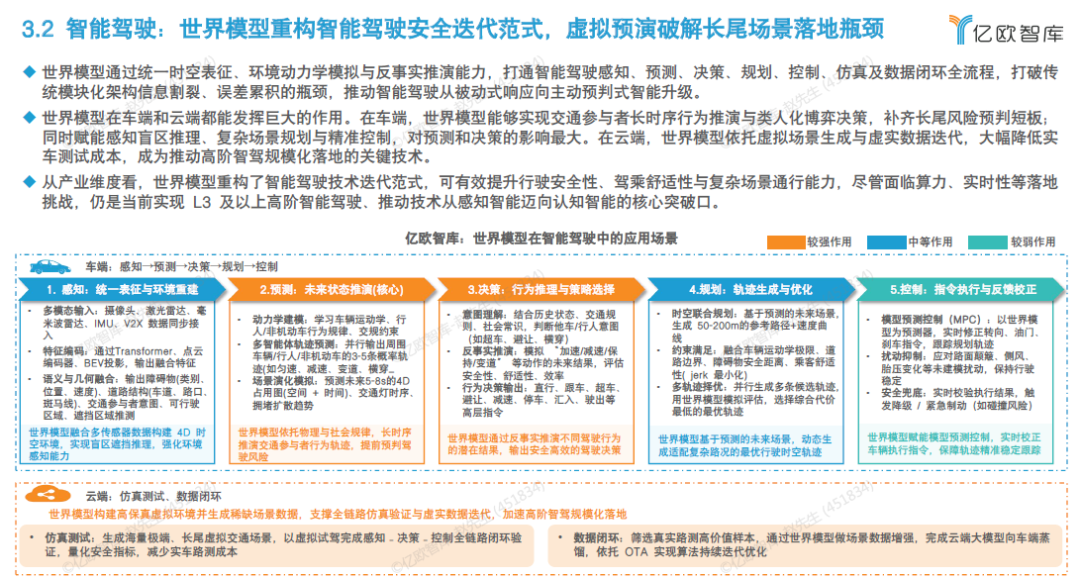 3.2 智能驾驶：世界模型重构智能驾驶安全迭代范式，虚拟预演破解长尾场景落地瓶颈
亿欧智库
◆ 世界模型通过统一时空表征、环境动力学模拟与反事实推演能力，打通智能驾驶感知、预测、决策、规划、控制、仿真及数据闭环全流程，打破传
统模块化架构信息割裂、误差累积的瓶颈，推动智能驾驶从被动式响应向主动预判式智能升级。
◆ 世界模型在车端和云端都能发挥巨大的作用。在车端，世界模型能够实现交通参与者长时序行为推演与类人化博弈决策，补齐长尾风险预判短板；
同时赋能感知盲区推理、复杂场景规划与精准控制，对预测和决策的影响最大。在云端，世界模型依托虚拟场景生成与虚实数据迭代，大幅降低实
车测试成本，成为推动高阶智驾规模化落地的关键技术。
◆ 从产业维度看，世界模型重构了智能驾驶技术迭代范式，可有效提升行驶安全性、驾乘舒适性与复杂场景通行能力，尽管面临算力、实时性等落地
挑战，仍是当前实现 L3 及以上高阶智能驾驶、推动技术从感知智能迈向认知智能的核心突破口。
亿欧智库：世界模型在智能驾驶中的应用场景
较强作用
中等作用
较弱作用
车端：感知→预测→决策→规划→控制
1. 感知：统一表征与环境重建
• 多模态输入：摄像头、激光雷达、毫
米波雷达、IMU、V2X 数据同步接
入
• 特征编码：通过Transformer、点云
编码器、BEV投影，输出融合特征
• 语义与几何融合：输出障碍物(类别、
位置、速度)、道路结构(车道、路口、
斑马线)、交通参与者意图、可行驶
区域、遮挡区域推测
世界模型融合多传感器数据构建 4D 时
空环境，实现盲区遮挡推理，强化环境
感知能力
2.预测：未来状态推演(核心)
• 动力学建模：学习车辆运动学、行
人/非机动车行为规律、交规约束
• 多智能体轨迹预测：并行输出周围
车辆/行人/非机动车的3-5条概率轨
迹(如匀速、减速、变道、横穿…
• 场景演化模拟：预测未来5-8s的4D
占用图(空间 + 时间)、交通灯时序、
拥堵扩散趋势
世界模型依托物理与社会规律，长时序
推演交通参与者行为轨迹，提前预判驾
驶风险
3.决策：行为推理与策略选择
• 意图理解：结合历史状态、交通规
则、社会常识，判断他车/行人意图
（如超车、避让、横穿）
• 反事实推演：模拟 “加速/减速/保
持/变道” 等动作的未来结果，评估
安全性、舒适性、效率
• 行为决策输出：直行、跟车、超车、
避让、减速、停车、汇入、驶出等
高层指令
世界模型通过反事实推演不同驾驶行为
的潜在结果，输出安全高效的驾驶决策
4.规划：轨迹生成与优化
• 时空联合规划：基于预测的未来场景，
生成 50-200m的参考路径+速度曲
线
• 约束满足：融合车辆运动学极限、道
路边界、障碍物安全距离、乘客舒适
性( jerk 最小化)
• 多轨迹择优：并行生成多条候选轨迹，
用世界模型模拟评估，选择综合代价
最低的最优轨迹
世界模型基于预测的未来场景，动态生
成适配复杂路况的最优行驶时空轨迹
5.控制：指令执行与反馈校正
• 模型预测控制（MPC）：以世界模
型为预测器，实时修正转向、油门、
刹车指令，跟踪规划轨迹
• 扰动抑制：应对路面颠簸、侧风、
胎压变化等未建模扰动，保持行驶
稳定
• 安全兜底：实时校验执行结果，触
发降级 / 紧急制动（如碰撞风险）
世界模型赋能模型预测控制，实时校正
车辆执行指令，保障轨迹精准稳定跟踪
云端：仿真测试、数据闭环
世界模型构建高保真虚拟环境并生成稀缺场景数据，支撑全链路仿真验证与虚实数据迭代，加速高阶智驾规模化落地
• 仿真测试：生成海量极端、长尾虚拟交通场景，以虚拟试驾完成感知 - 决策 - 控制全链路闭环验
证，量化安全指标，减少实车路测成本
• 数据闭环：筛选真实路测高价值样本，通过世界模型做场景数据增强，完成云端大模型向车端蒸
馏，依托 OTA 实现算法持续迭代优化